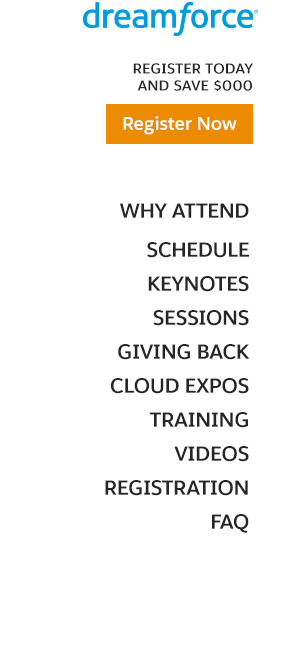 dreamforce
REGISTER TODAY
AND SAVE $000
Register Now
WHY ATTEND
SCHEDULE
KEYNOTES
SESSIONS
GIVING BACK
CLOUD EXPOS
TRAINING
VIDEOS
REGISTRATION
FAQ